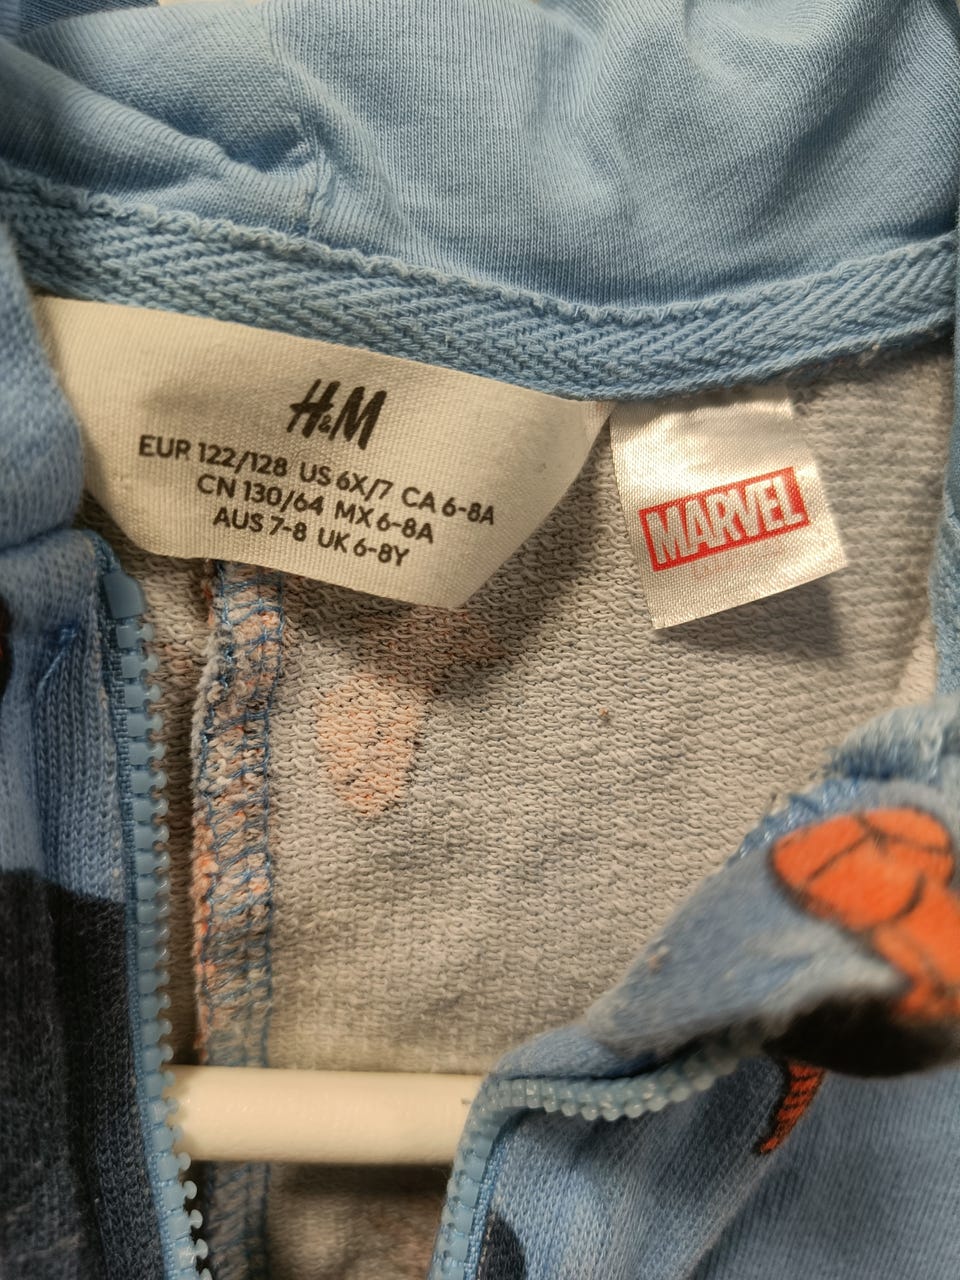 H&M
EUR 122/128 US 6X/7 CA 6-8A
CN 130/64 MX 6-8A
AUS 7-8 UK 6-8Y
MARVEL